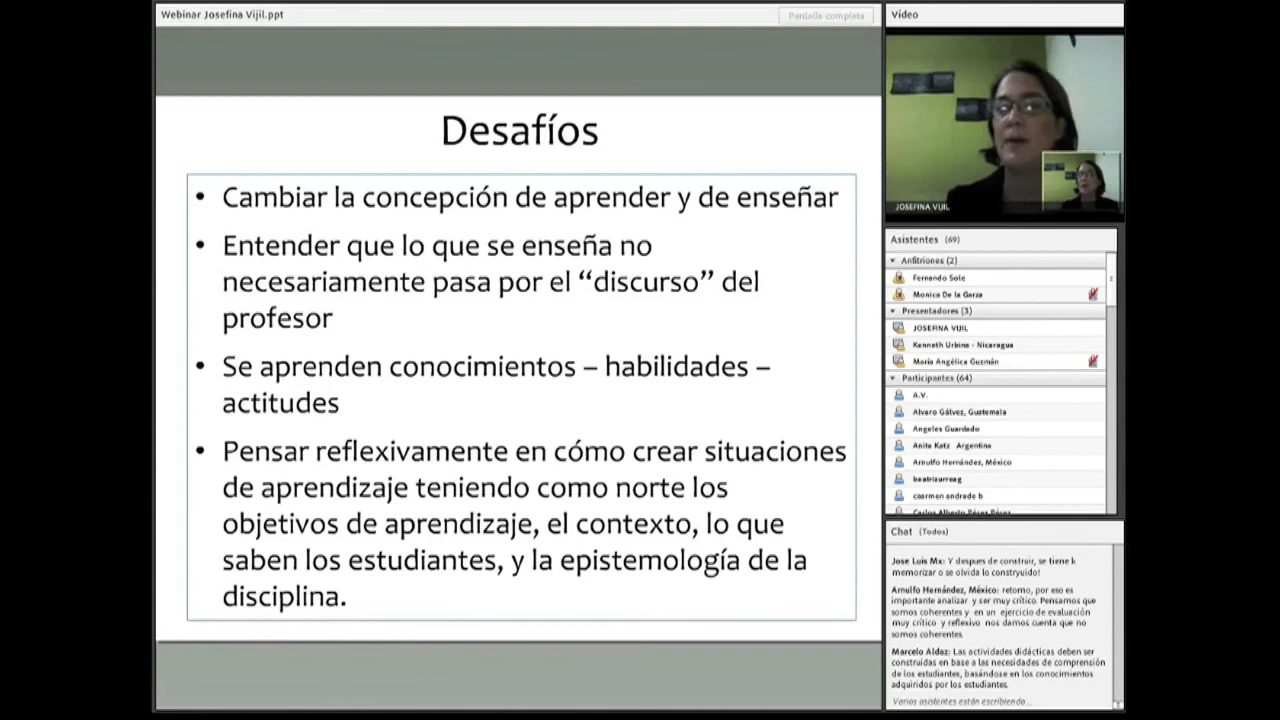 Webinar Josefina Vijil.ppt
Pantalla completa
Desafíos
• Cambiar la concepción de aprender y de enseñar
• Entender que lo que se enseña no
necesariamente pasa por el “discurso” del
profesor
• Se aprenden conocimientos – habilidades –
actitudes
• Pensar reflexivamente en cómo crear situaciones
de aprendizaje teniendo como norte los
objetivos de aprendizaje, el contexto, lo que
saben los estudiantes, y la epistemología de la
disciplina.
Vídeo
JOSEFINA VIJIL
Asistentes (69)
Anfitriones (2)
Fernando Sole
Monica De la Garza
Presentadores (3)
JOSEFINA VIJIL
Kenneth Urbina - Nicaragua
María Angélica Guzmán
Participantes (64)
A.V.
Alvaro Gálvez, Guatemala
Angeles Guardado
Anita Katz Argentina
Arnulfo Hernández, México
beatrizurreag
caarmen andrade b
Carlos Alberto Pérez Pérez
Chat (Todos)
Jose Luis Mx: Y despues de construir, se tiene k
memorizar o se olvida lo construyuido!
Arnulfo Hernández, México: retomo, por eso es
importante analizar y ser muy crítico. Pensamos que
somos coherentes y en un ejercicio de evaluación
muy crítico y reflexivo nos damos cuenta que no
somos coherentes
Marcelo Aldaz: Las actividades didácticas deben ser
construidas en base a las necesidades de comprensión
de los estudiantes, basándose en los conocimientos
adquiridos por los estudiantes.
Varios asistentes están escribiendo...